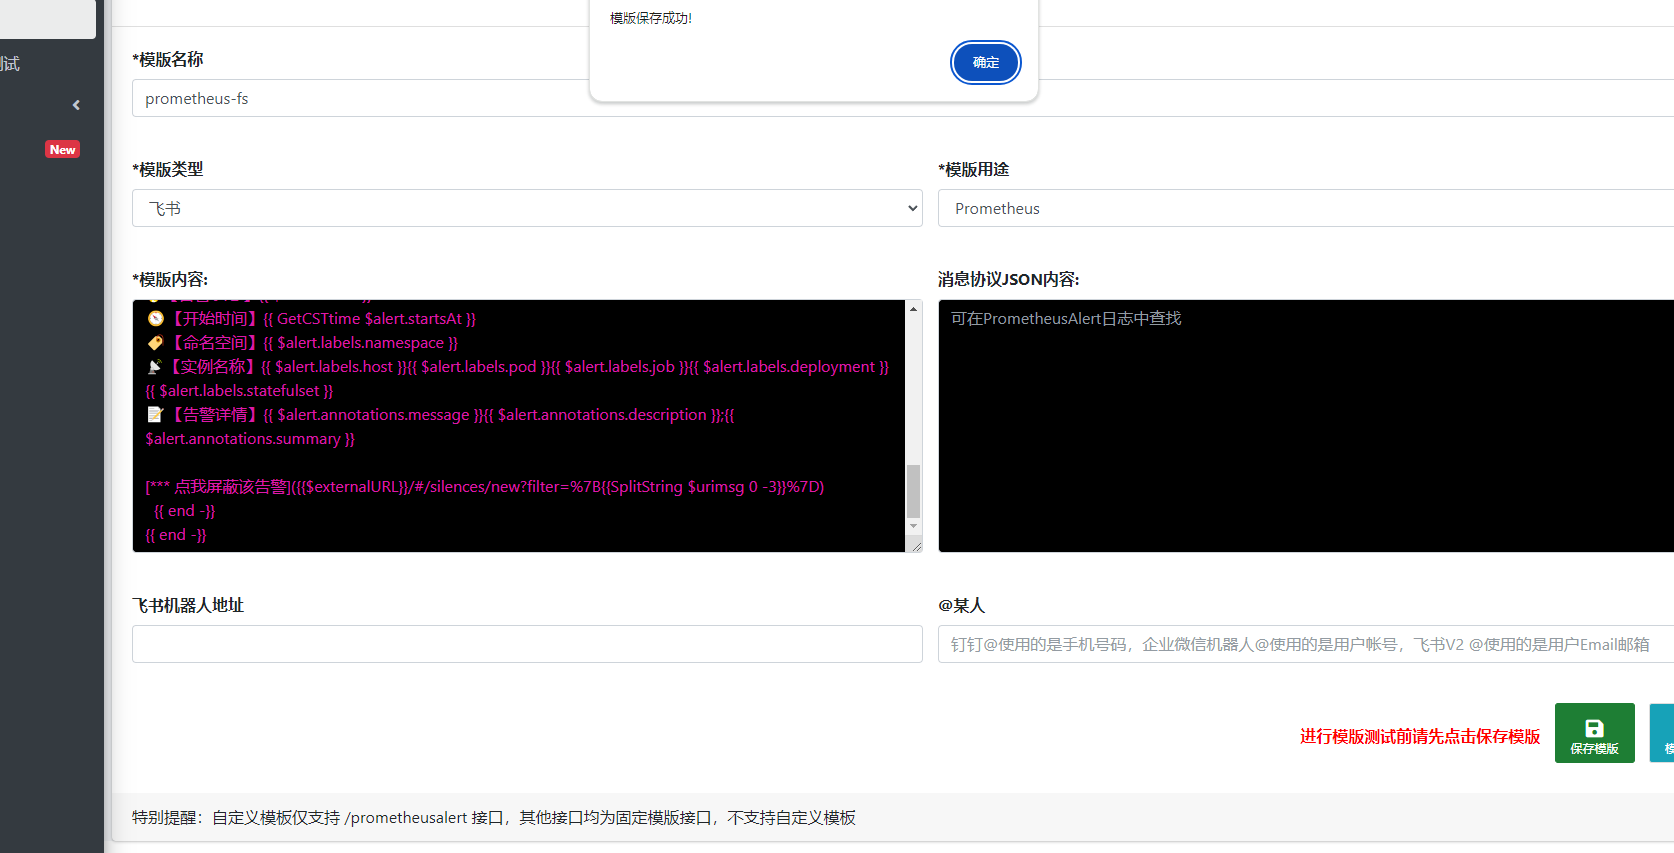 模版保存成功!
确定
试
New
*模版名称
prometheus-fs
*模版类型
*模版用途
飞书
Prometheus
*模版内容:
消息协议JSON内容:
🧭【开始时间】{{ GetCSTtime $alert.startsAt }}
🏷️【命名空间】{{ $alert.labels.namespace }}
📡【实例名称】{{ $alert.labels.host }}{{ $alert.labels.pod }}{{ $alert.labels.job }}{{ $alert.labels.deployment }}
{{ $alert.labels.statefulset }}
📝【告警详情】{{ $alert.annotations.message }}{{ $alert.annotations.description }};{{
$alert.annotations.summary }}
[*** 点我屏蔽该告警]({{$externalURL}}/#/silences/new?filter=%7B{{SplitString $urimsg 0 -3}}%7D)
{{ end -}}
{{ end -}}
可在PrometheusAlert日志中查找
飞书机器人地址
@某人
钉钉@使用的是手机号码，企业微信机器人@使用的是用户帐号，飞书V2 @使用的是用户Email邮箱
进行模版测试前请先点击保存模版
保存模版
特别提醒：自定义模板仅支持 /prometheusalert 接口，其他接口均为固定模版接口，不支持自定义模板